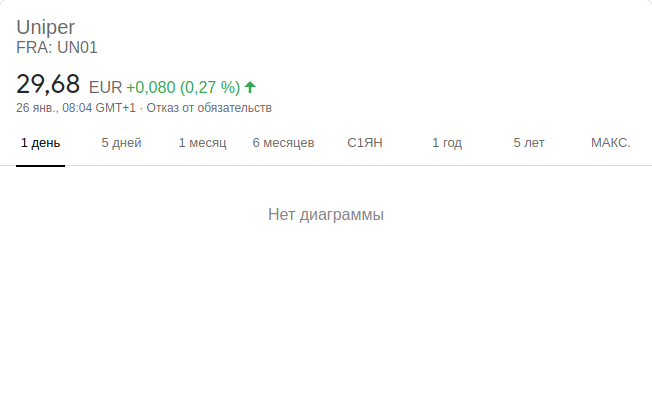 Uniper
FRA: UN01
29,68 EUR +0,080 (0,27 %)
26 янв., 08:04 GMT+1 · Отказ от обязательств
1 день 5 дней 1 месяц 6 месяцев С1ЯН 1 год 5 лет МАКС.
Нет диаграммы